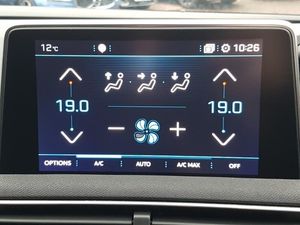 12°C 10:26
19.0 19.0
OPTIONS A/C AUTO A/C MAX OFF